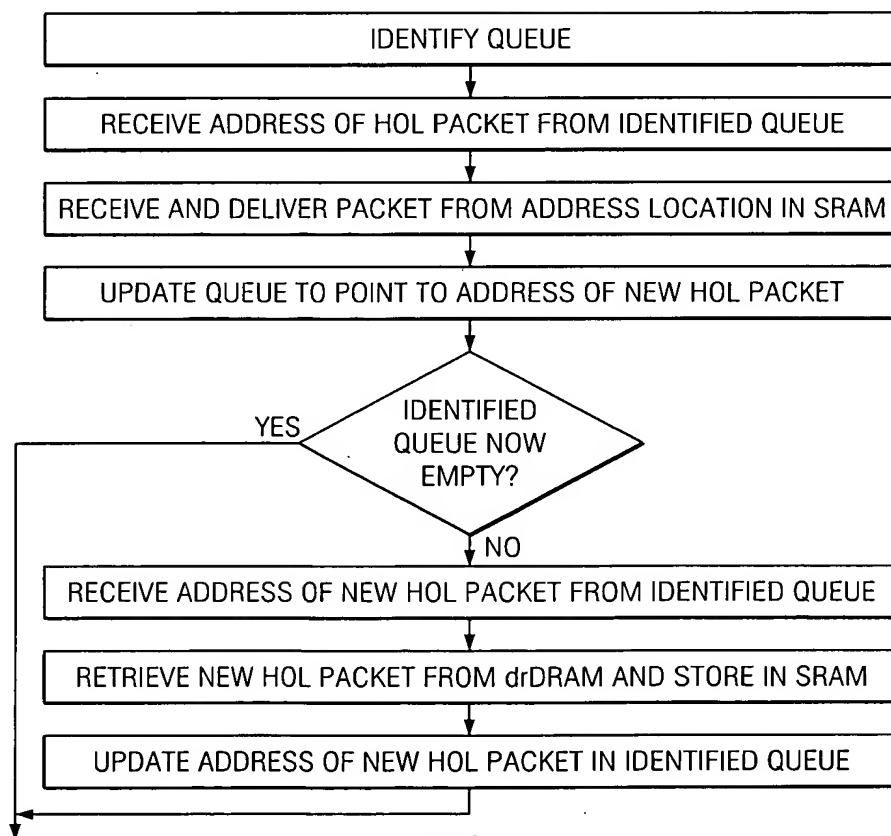 IDENTIFY QUEUE
RECEIVE ADDRESS OF HOL PACKET FROM IDENTIFIED QUEUE
RECEIVE AND DELIVER PACKET FROM ADDRESS LOCATION IN SRAM
UPDATE QUEUE TO POINT TO ADDRESS OF NEW HOL PACKET
YES
IDENTIFIED
QUEUE NOW
EMPTY?
NO
RECEIVE ADDRESS OF NEW HOL PACKET FROM IDENTIFIED QUEUE
RETRIEVE NEW HOL PACKET FROM drDRAM AND STORE IN SRAM
UPDATE ADDRESS OF NEW HOL PACKET IN IDENTIFIED QUEUE